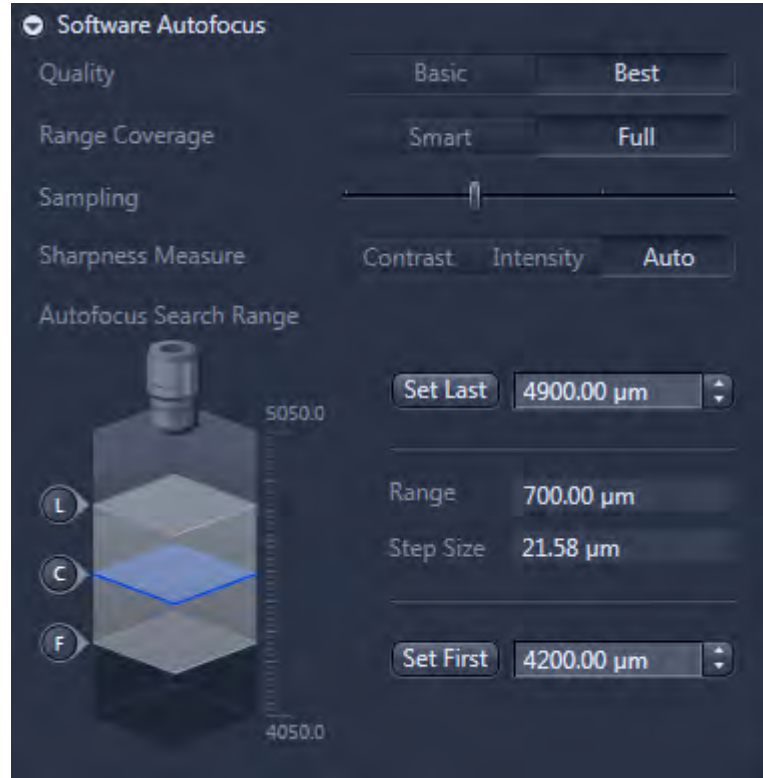 Software Autofocus
Quality Basic Best
Range Coverage Smart Full
Sampling
Sharpness Measure Contrast Intensity Auto
Autofocus Search Range
Set Last 4900.00 µm
5050.0
L
Range 700.00 µm
Step Size 21.58 µm
C
F
Set First 4200.00 µm
4050.0